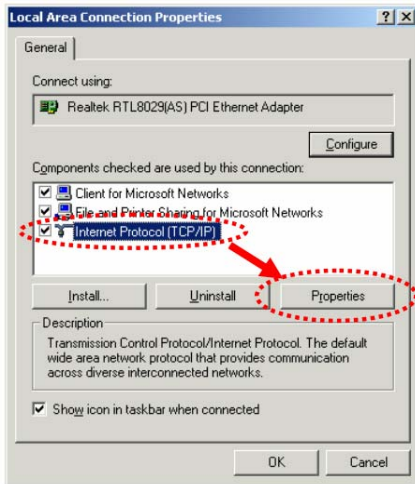 Local Area Connection Properties
General
Connect using:
Realtek RTL8029(AS) PCI Ethernet Adapter
Configure
Components checked are used by this connection:
Client for Microsoft Networks
File and Printer Sharing for Microsoft Networks
Internet Protocol (TCP/IP)
Install...
Uninstall
Properties
Description
Transmission Control Protocol/Internet Protocol. The default
wide area network protocol that provides communication
across diverse interconnected networks.
Show icon in taskbar when connected
OK
Cancel